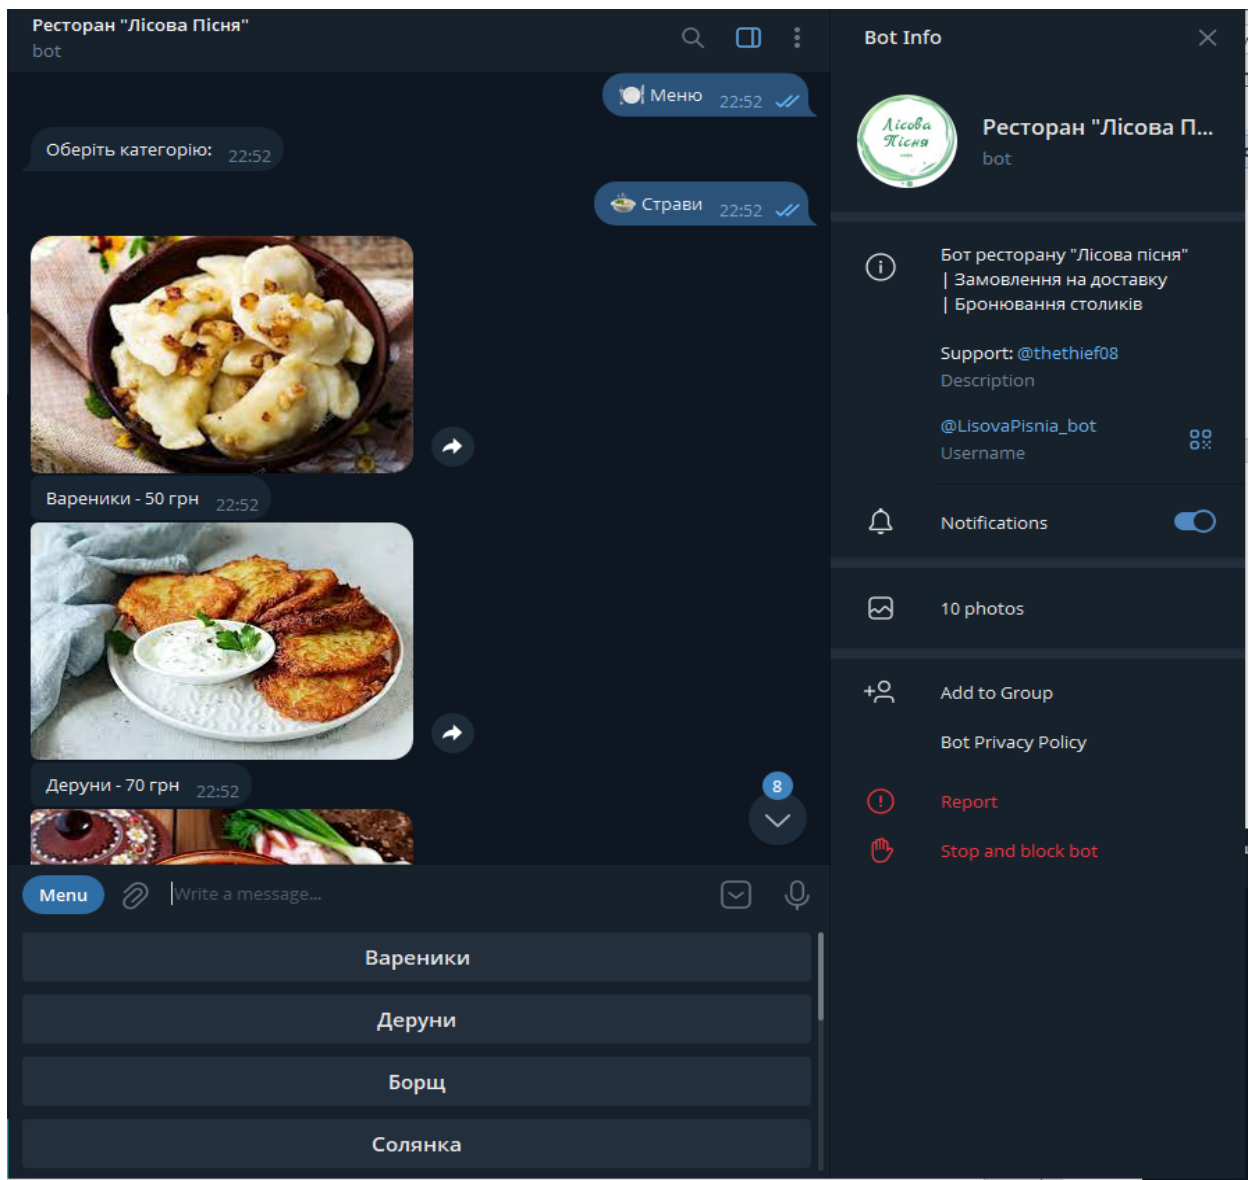 Ресторан "Лісова Пісня"
bot
Меню 22:52
Оберіть категорію: 22:52
Страви 22:52
Вареники - 50 грн 22:52
Деруни - 70 грн 22:52
8
Menu
Write a message...
Вареники
Деруни
Борщ
Солянка
Bot Info
Лісова
Пісня
Ресторан "Лісова П...
bot
Бот ресторану "Лісова пісня"
| Замовлення на доставку
| Бронювання столиків
Support: @thethief08
Description
@LisovaPisnia_bot
Username
Notifications
10 photos
Add to Group
Bot Privacy Policy
Report
Stop and block bot